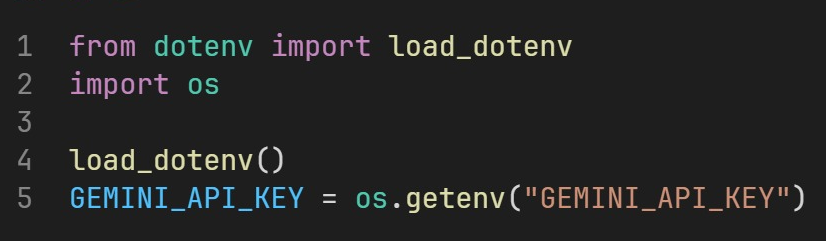 1 from dotenv import load_dotenv
2 import os
3
4 load_dotenv()
5 GEMINI_API_KEY = os.getenv("GEMINI_API_KEY")